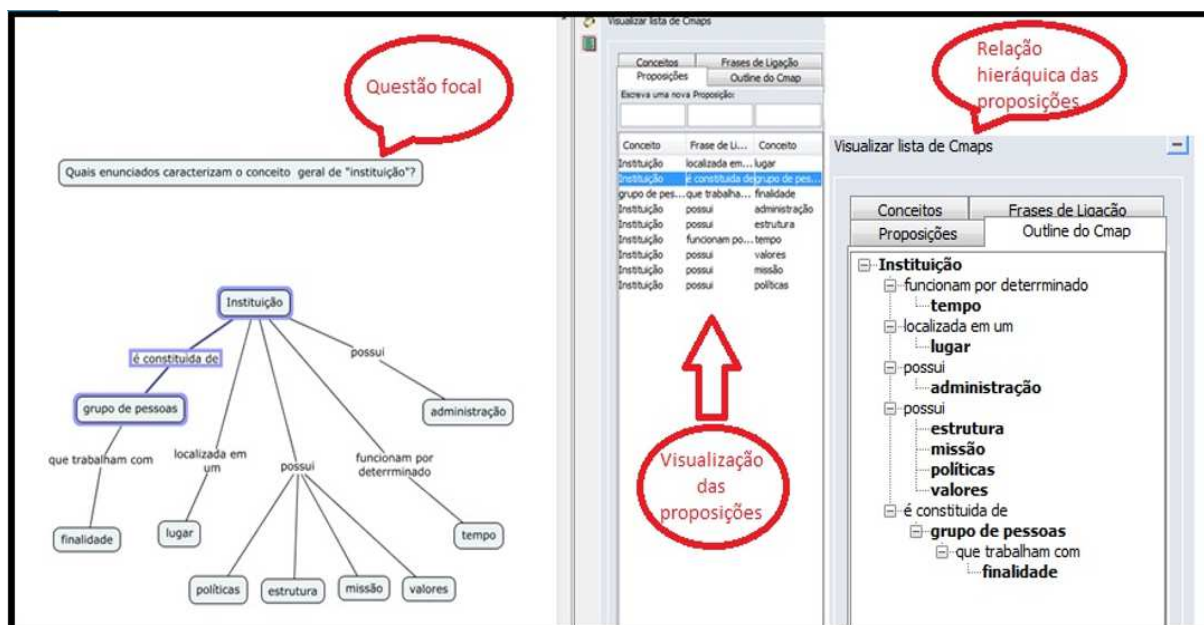 Questão focal
Quais enunciados caracterizam o conceito geral de "instituição"?
Instituição
é constituida de
possui
grupo de pessoas
administração
que trabalham com
localizada em
um
possui
funcionam por
deterrminado
finalidade
lugar
tempo
políticas
estrutura
missão
valores
Visualizar lista de Cmaps
Conceitos
Frases de Ligação
Proposições
Outline do Cmap
Escreva uma nova Proposição:
Conceito Frase de Li... Conceito
Instituição localizada em... lugar
Instituição é constituida de grupo de pes...
grupo de pes... que trabalha... finalidade
Instituição possui administração
Instituição possui estrutura
Instituição funcionam po... tempo
Instituição possui valores
Instituição possui missão
Instituição possui políticas
Visualização
das
proposições
Relação
hieráquica das
proposições
Visualizar lista de Cmaps
Conceitos
Frases de Ligação
Proposições
Outline do Cmap
Instituição
funcionam por deterrminado
tempo
localizada em um
lugar
possui
administração
possui
estrutura
missão
políticas
valores
é constituida de
grupo de pessoas
que trabalham com
finalidade